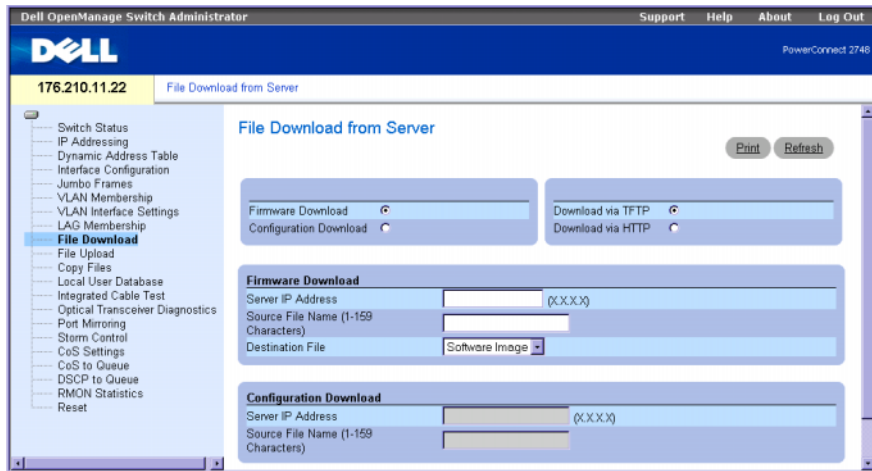 Dell OpenManage Switch Administrator
Support Help About Log Out
DELL
PowerConnect 2748
176.210.11.22
File Download from Server
Switch Status
IP Addressing
Dynamic Address Table
Interface Configuration
Jumbo Frames
VLAN Membership
VLAN Interface Settings
LAG Membership
File Download
File Upload
Copy Files
Local User Database
Integrated Cable Test
Optical Transceiver Diagnostics
Port Mirroring
Storm Control
CoS Settings
CoS to Queue
DSCP to Queue
RMON Statistics
Reset
File Download from Server
Print Refresh
Firmware Download
Configuration Download
Download via TFTP
Download via HTTP
Firmware Download
Server IP Address (X.X.X.X)
Source File Name (1-159
Characters)
Destination File Software Image
Configuration Download
Server IP Address (X.X.X.X)
Source File Name (1-159
Characters)